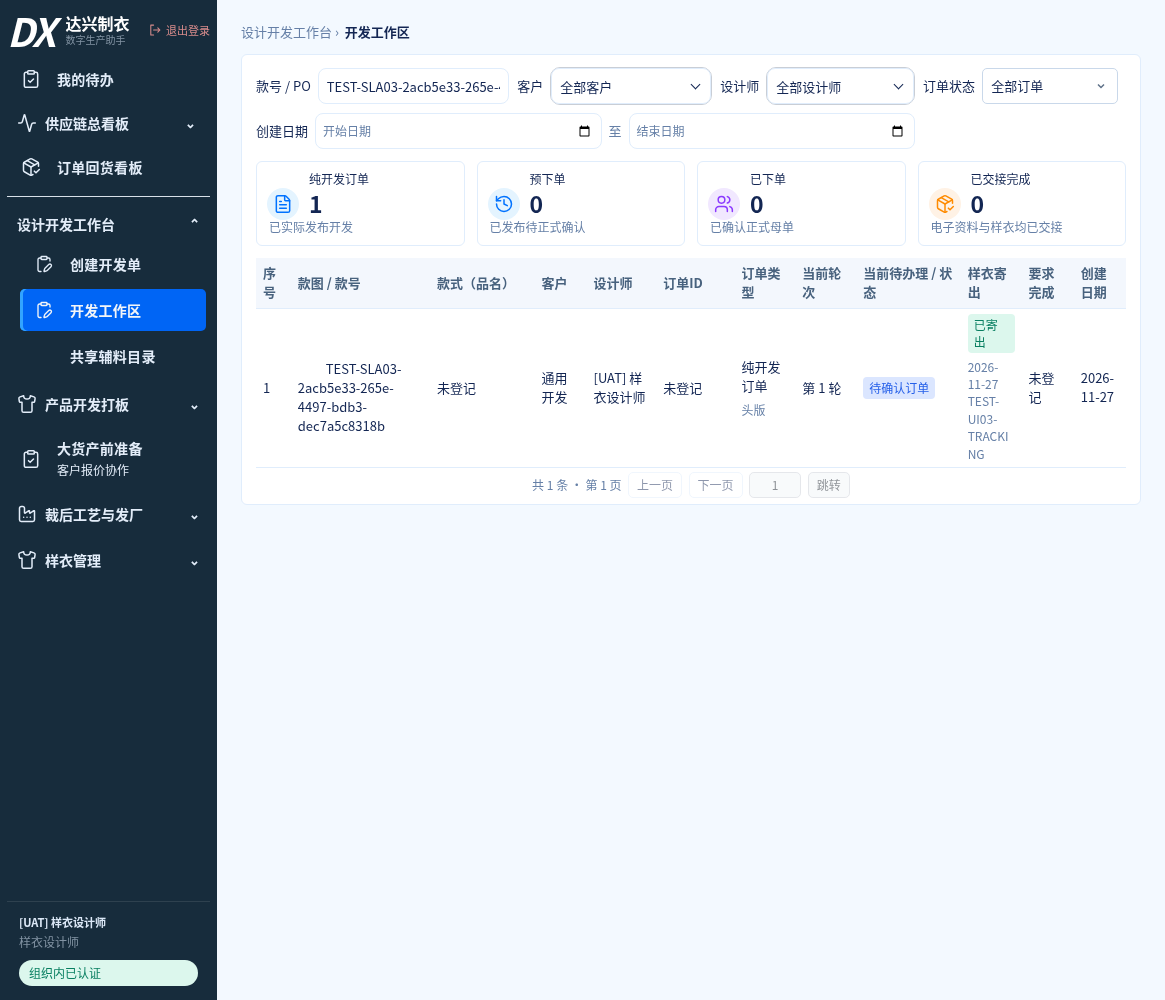 DX 达兴制衣
数字生产助手
退出登录
我的待办
供应链总看板
订单回货看板
设计开发工作台
创建开发单
开发工作区
共享辅料目录
产品开发打板
大货产前准备
客户报价协作
裁后工艺与发厂
样衣管理
[UAT] 样衣设计师
样衣设计师
组织内已认证
设计开发工作台 › 开发工作区
款号 / PO TEST-SLA03-2acb5e33-265e- 客户 全部客户 设计师 全部设计师 订单状态 全部订单
创建日期 开始日期 至 结束日期
纯开发订单
1
已实际发布开发
预下单
0
已发布待正式确认
已下单
0
已确认正式母单
已交接完成
0
电子资料与样衣均已交接
序
号
款图 / 款号
款式（品名）
客户
设计师
订单ID
订单类
型
当前轮
次
当前待办理 / 状
态
样衣寄
出
要求
完成
创建
日期
1
TEST-SLA03-
2acb5e33-265e-
4497-bdb3-
dec7a5c8318b
未登记
通用
开发
[UAT] 样
衣设计师
未登记
纯开发
订单
头版
第 1 轮
待确认订单
已寄
出
2026-
11-27
TEST-
UI03-
TRACKI
NG
未登
记
2026-
11-27
共 1 条 · 第 1 页 上一页 下一页 1 跳转